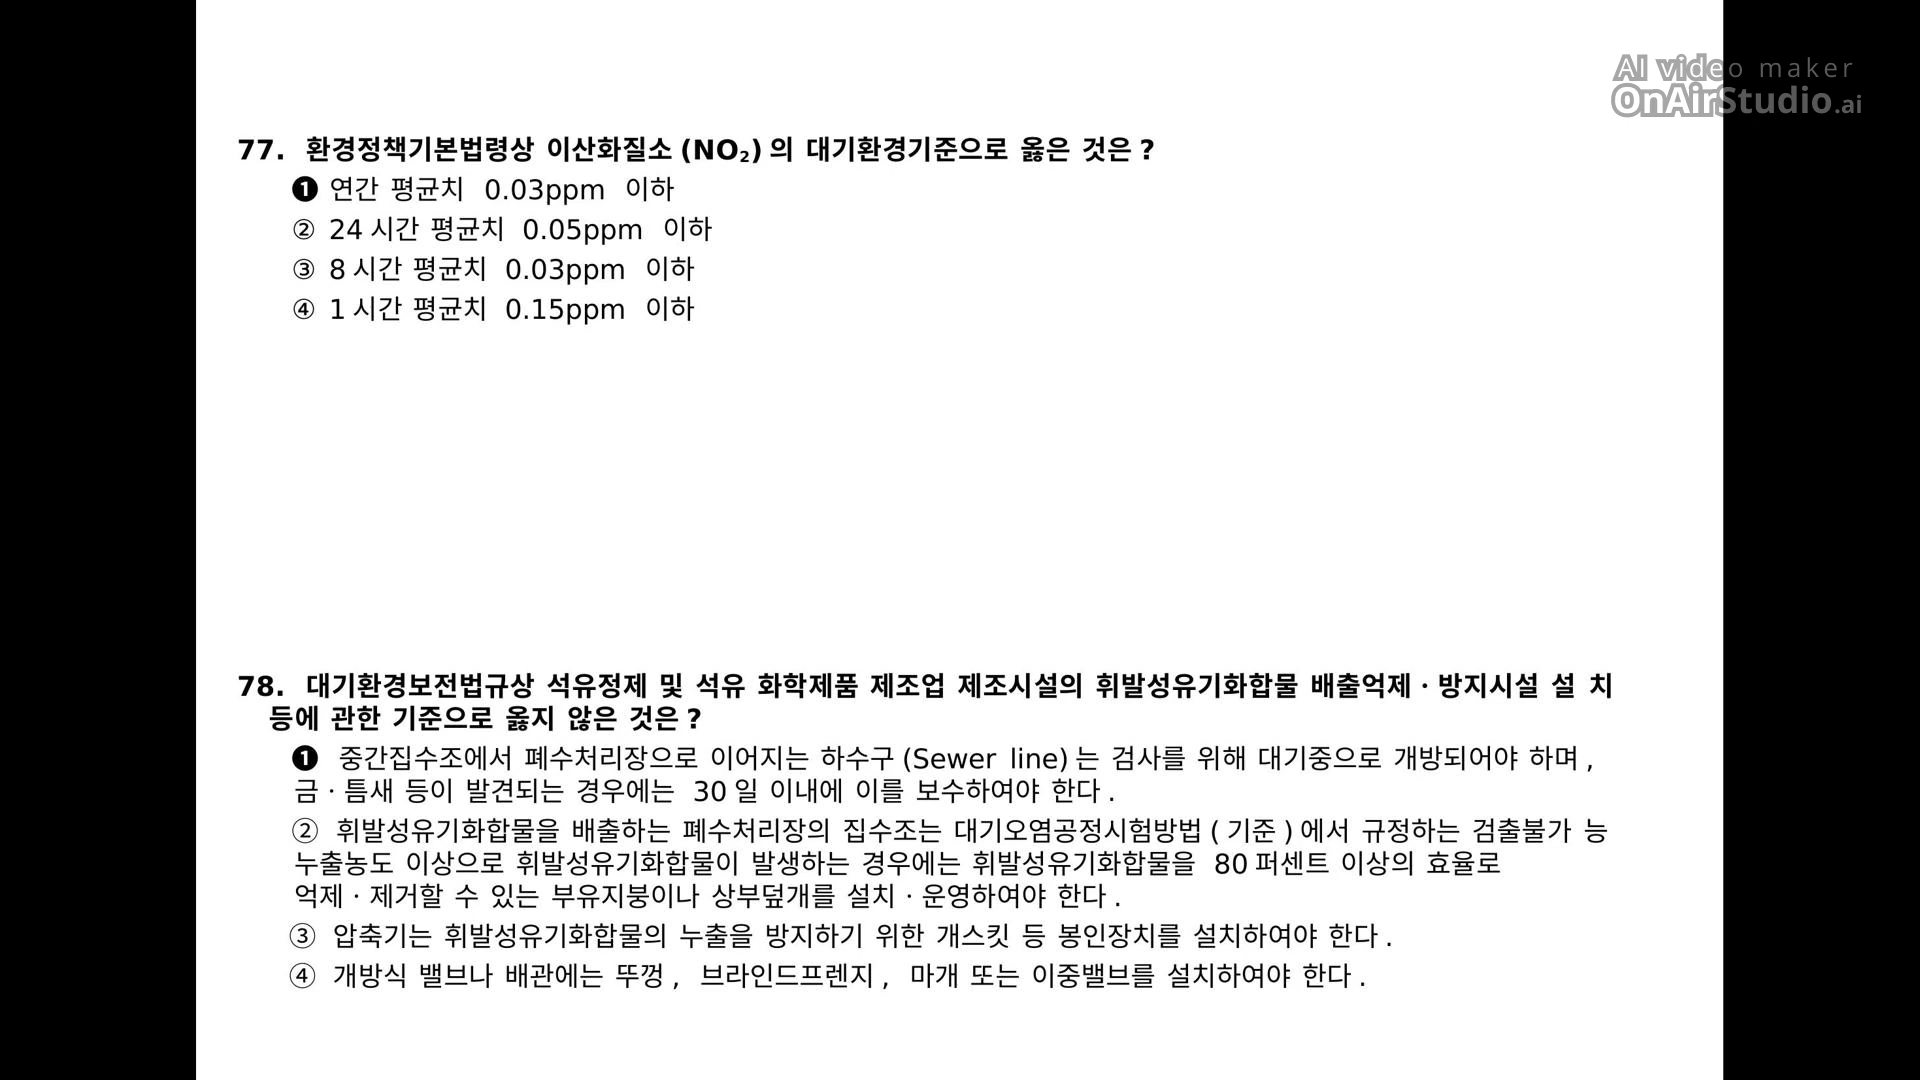 AI video maker
OnAirStudio.ai
77. 환경정책기본법령상 이산화질소(NO₂)의 대기환경기준으로 옳은 것은?
❶ 연간 평균치 0.03ppm 이하
② 24시간 평균치 0.05ppm 이하
③ 8시간 평균치 0.03ppm 이하
④ 1시간 평균치 0.15ppm 이하
78. 대기환경보전법규상 석유정제 및 석유 화학제품 제조업 제조시설의 휘발성유기화합물 배출억제·방지시설 설 치
등에 관한 기준으로 옳지 않은 것은?
❶ 중간집수조에서 폐수처리장으로 이어지는 하수구(Sewer line)는 검사를 위해 대기중으로 개방되어야 하며,
금·틈새 등이 발견되는 경우에는 30일 이내에 이를 보수하여야 한다.
② 휘발성유기화합물을 배출하는 폐수처리장의 집수조는 대기오염공정시험방법(기준)에서 규정하는 검출불가 능
누출농도 이상으로 휘발성유기화합물이 발생하는 경우에는 휘발성유기화합물을 80퍼센트 이상의 효율로
억제·제거할 수 있는 부유지붕이나 상부덮개를 설치·운영하여야 한다.
③ 압축기는 휘발성유기화합물의 누출을 방지하기 위한 개스킷 등 봉인장치를 설치하여야 한다.
④ 개방식 밸브나 배관에는 뚜껑, 브라인드프렌지, 마개 또는 이중밸브를 설치하여야 한다.